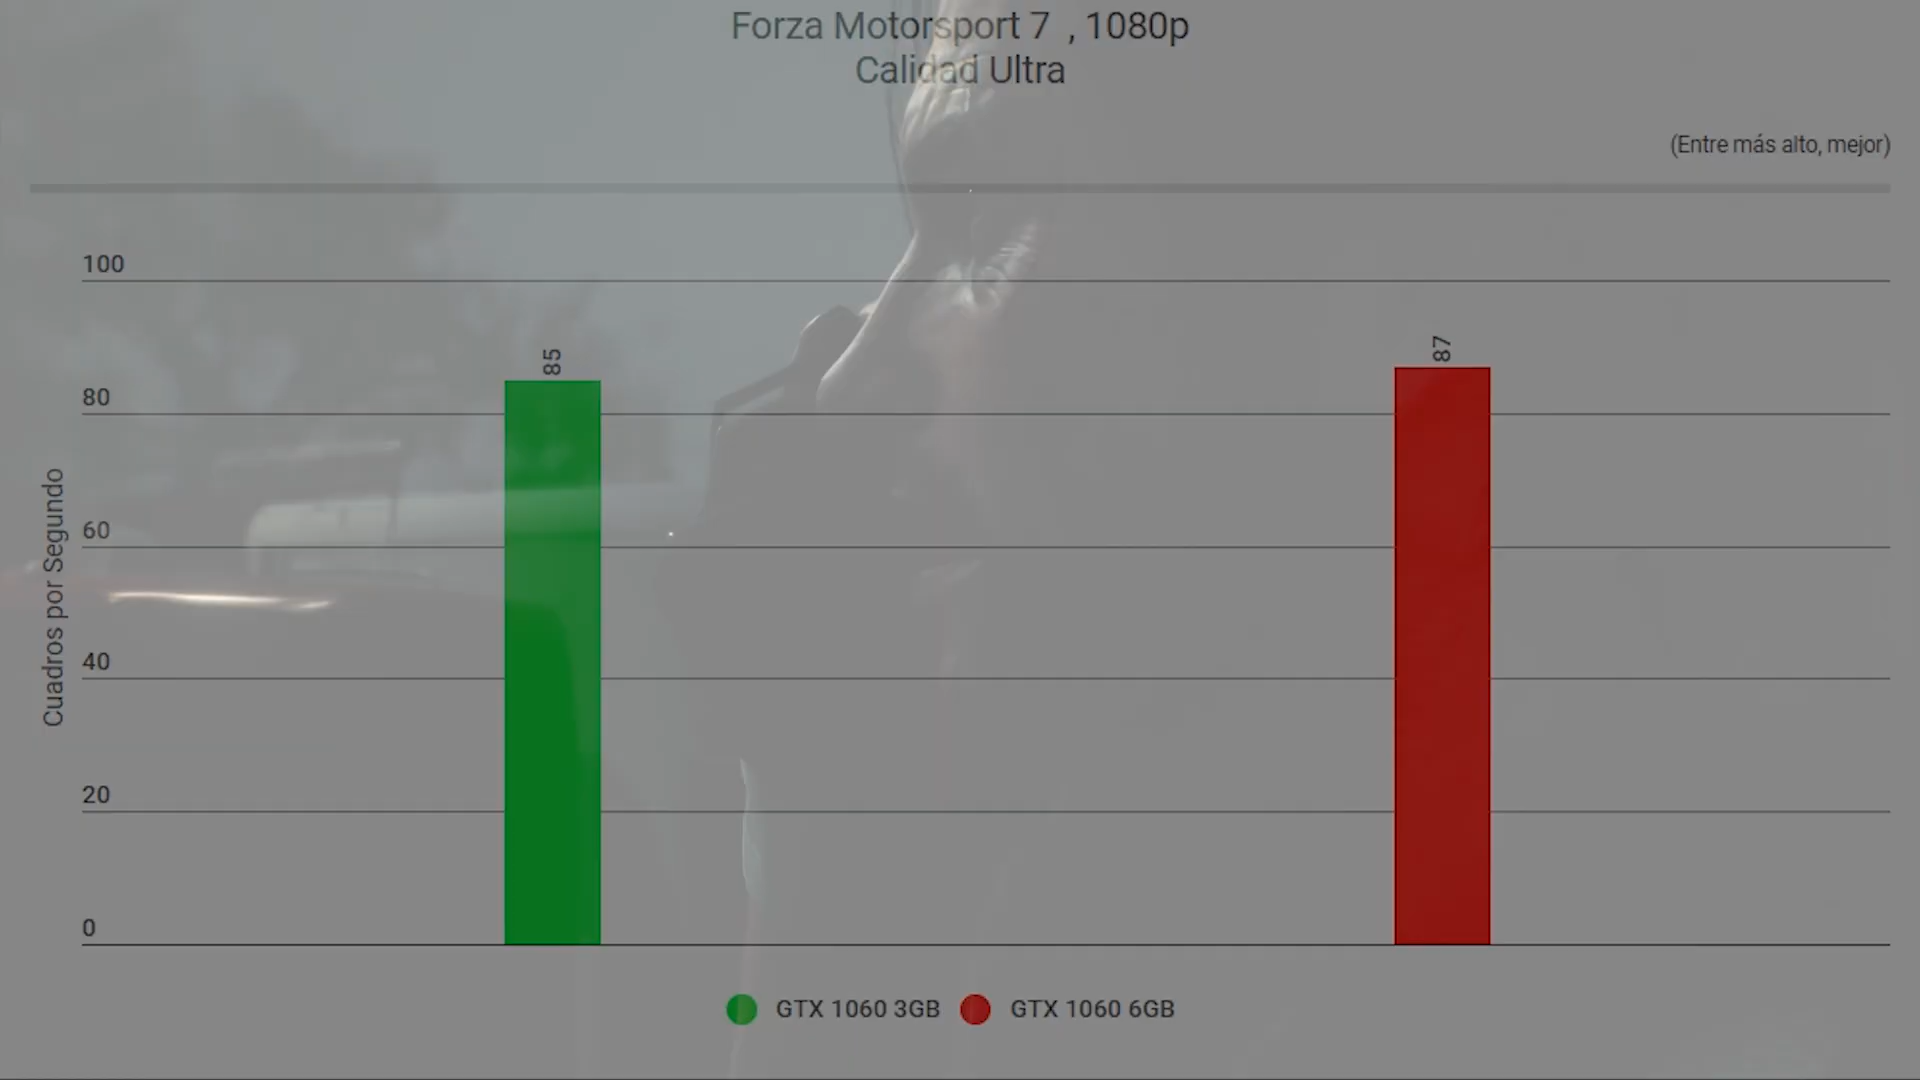 Forza Motorsport 7 , 1080p
Calidad Ultra
(Entre más alto, mejor)
Cuadros por Segundo
100
80
60
40
20
0
85
87
GTX 1060 3GB
GTX 1060 6GB